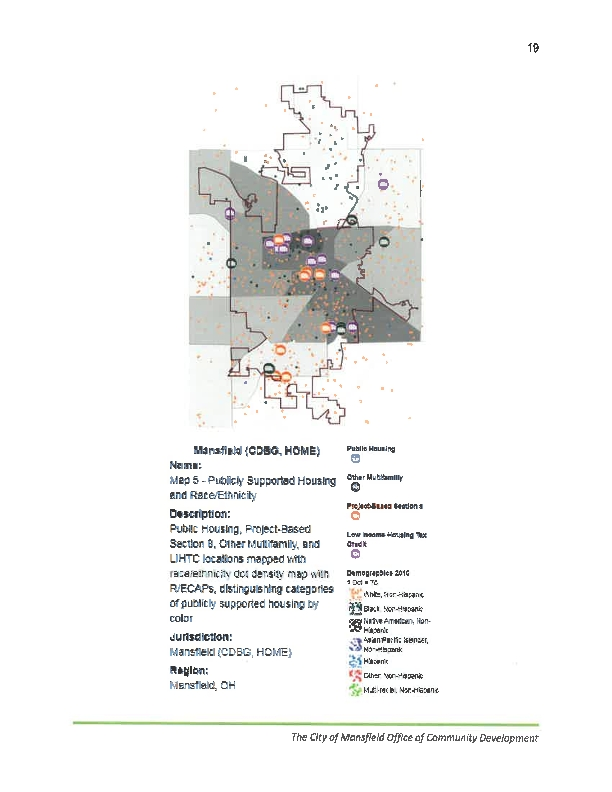 19
Mansfield (CDBG, HOME)
Name:
Map 5 - Publicly Supported Housing
and Race/Ethnicity
Description:
Public Housing, Project-Based
Section 8, Other Multifamily, and
LIHTC locations mapped with
race/ethnicity dot density map with
R/ECAPs, distinguishing categories
of publicly supported housing by
color
Jurisdiction:
Mansfield (CDBG, HOME)
Region:
Mansfield, OH
Public Housing
Other Multifamily
Project-Based Section 8
Low Income Housing Tax
Credit
Demographics 2010
1 Dot = 75
White, Non-Hispanic
Black, Non-Hispanic
Native American, Non-
Hispanic
Asian/Pacific Islander,
Non-Hispanic
Hispanic
Other, Non-Hispanic
Multi-racial, Non-Hispanic
The City of Mansfield Office of Community Development